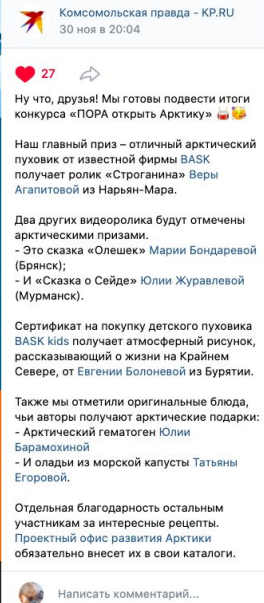 Комсомольская правда - KP.RU
30 ноя в 20:04
27
Ну что, друзья! Мы готовы подвести итоги
конкурса «ПОРА открыть Арктику» 🥁🥳
Наш главный приз – отличный арктический
пуховик от известной фирмы BASK
получает ролик «Строганина» Веры
Агапитовой из Нарьян-Мара.
Два других видеоролика будут отмечены
арктическими призами.
- Это сказка «Олешек» Марии Бондаревой
(Брянск);
- И «Сказка о Сейде» Юлии Журавлевой
(Мурманск).
Сертификат на покупку детского пуховика
BASK kids получает атмосферный рисунок,
рассказывающий о жизни на Крайнем
Севере, от Евгении Болоневой из Бурятии.
Также мы отметили оригинальные блюда,
чьи авторы получают арктические подарки:
- Арктический гематоген Юлии
Барамохиной
- И оладьи из морской капусты Татьяны
Егоровой.
Отдельная благодарность остальным
участникам за интересные рецепты.
Проектный офис развития Арктики
обязательно внесет их в свои каталоги.
Написать комментарий...